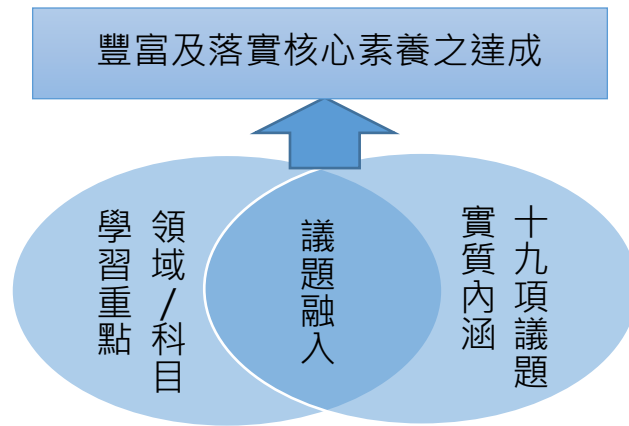 豐富及落實核心素養之達成
領域/科目
學習重點
議題融入
十九項議題
實質內涵